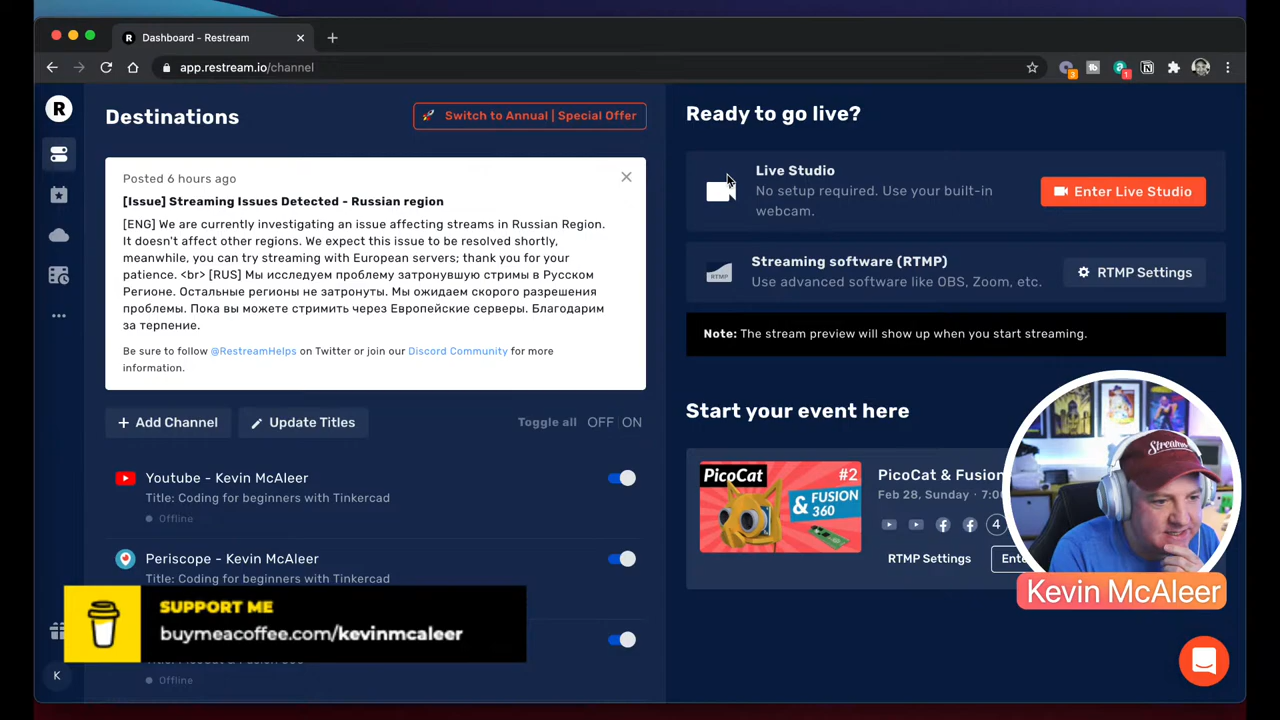 Dashboard - Restream
app.restream.io/channel
3
1
R
Destinations
Switch to Annual | Special Offer
Posted 6 hours ago
[Issue] Streaming Issues Detected - Russian region
[ENG] We are currently investigating an issue affecting streams in Russian Region.
It doesn't affect other regions. We expect this issue to be resolved shortly,
meanwhile, you can try streaming with European servers; thank you for your
patience. <br> [RUS] Мы исследуем проблему затронувшую стримы в Русском
Регионе. Остальные регионы не затронуты. Мы ожидаем скорого разрешения
проблемы. Пока вы можете стримить через Европейские серверы. Благодарим
за терпение.
Be sure to follow @RestreamHelps on Twitter or join our Discord Community for more
information.
Add Channel
Update Titles
Toggle all OFF ON
Youtube - Kevin McAleer
Title: Coding for beginners with Tinkercad
Offline
Periscope - Kevin McAleer
Title: Coding for beginners with Tinkercad
SUPPORT ME
buymeacoffee.com/kevinmcaleer
Offline
K
Ready to go live?
Live Studio
No setup required. Use your built-in
webcam.
Enter Live Studio
Streaming software (RTMP)
Use advanced software like OBS, Zoom, etc.
RTMP
RTMP Settings
Note: The stream preview will show up when you start streaming.
Start your event here
PicoCat #2
& FUSION
360
PicoCat & Fusion
Feb 28, Sunday · 7:0
4
RTMP Settings
Kevin McAleer